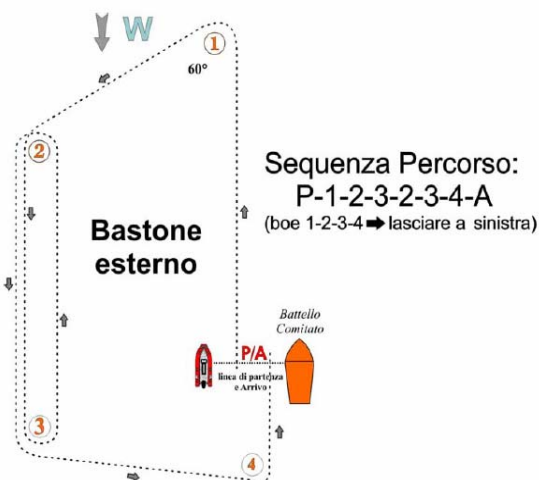 W
1
60°
2
Sequenza Percorso:
P-1-2-3-2-3-4-A
(boe 1-2-3-4 ➡ lasciare a sinistra)
Bastone
esterno
Battello
Comitato
P/A
linea di partenza
e Arrivo
3
4